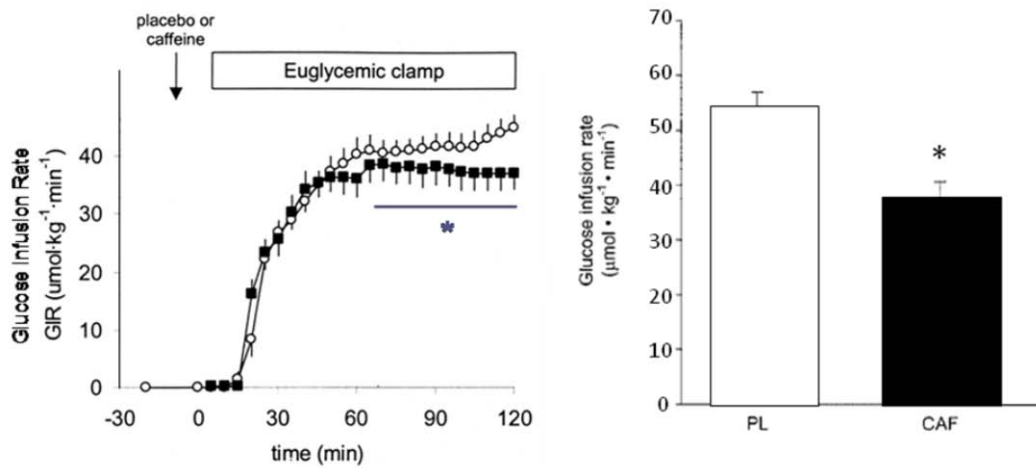 placebo or
caffeine
Euglycemic clamp
Glucose Infusion Rate
GIR (umol·kg⁻¹·min⁻¹)
40
30
20
10
0
-30
0
30
60
90
120
time (min)
*
Glucose infusion rate
(μmol • kg⁻¹ • min⁻¹)
70
60
50
40
30
20
10
0
*
PL
CAF